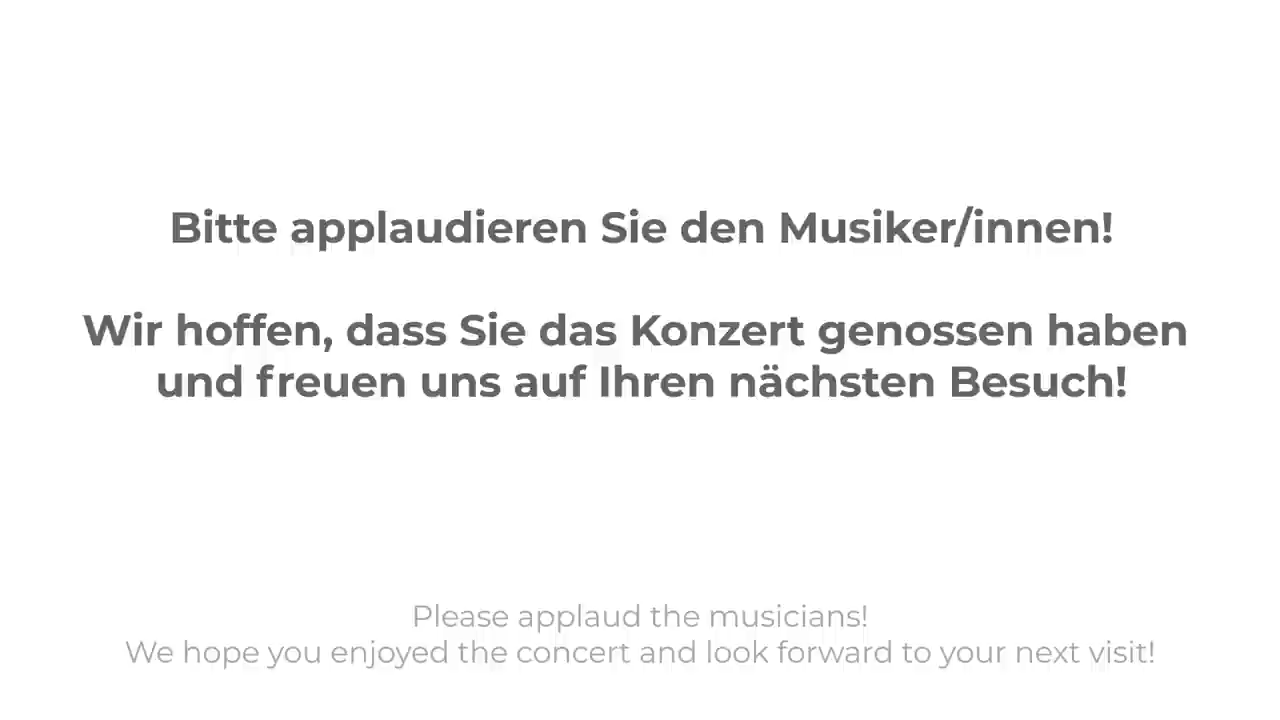 Bitte applaudieren Sie den Musiker/innen!
Wir hoffen, dass Sie das Konzert genossen haben
und freuen uns auf Ihren nächsten Besuch!
Please applaud the musicians!
We hope you enjoyed the concert and look forward to your next visit!